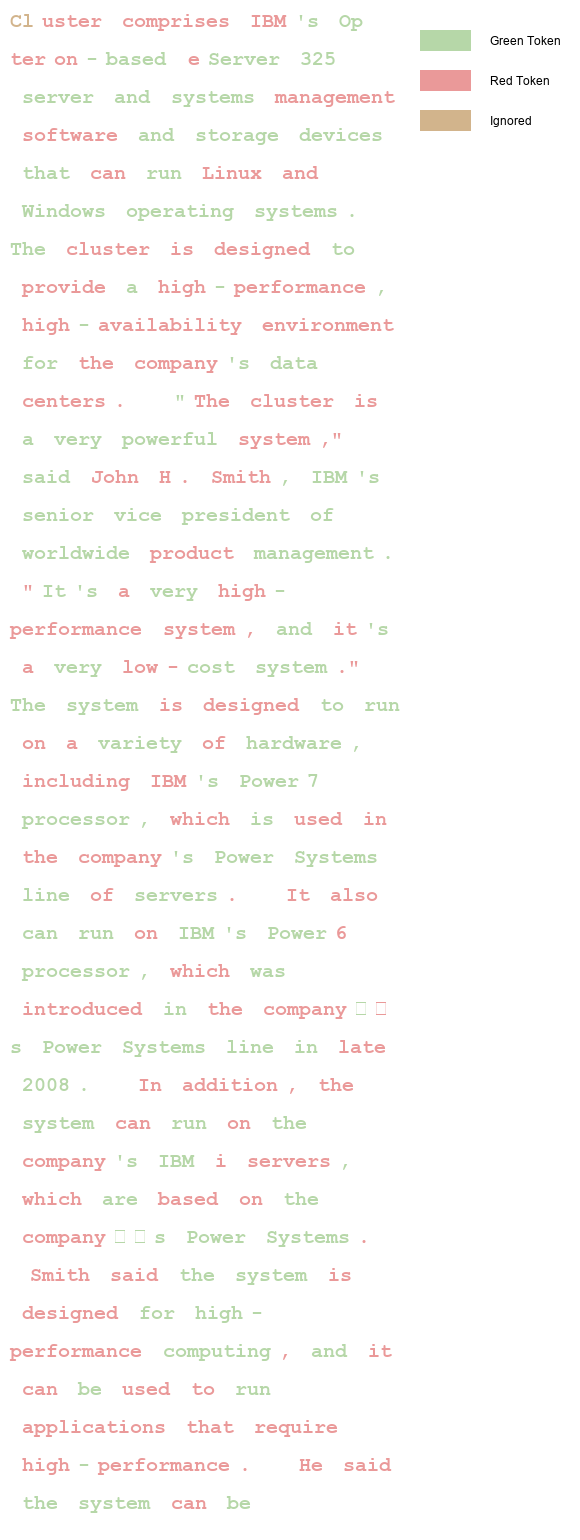 Cluster comprises IBM's Op
teron-based eServer 325
server and systems management
software and storage devices
that can run Linux and
Windows operating systems.
The cluster is designed to
provide a high-performance,
high-availability environment
for the company's data
centers. "The cluster is
a very powerful system,"
said John H. Smith, IBM's
senior vice president of
worldwide product management.
"It's a very high-
performance system, and it's
a very low-cost system."
The system is designed to run
on a variety of hardware,
including IBM's Power7
processor, which is used in
the company's Power Systems
line of servers. It also
can run on IBM's Power6
processor, which was
introduced in the company□□
s Power Systems line in late
2008. In addition, the
system can run on the
company's IBM i servers,
which are based on the
company□□s Power Systems.
Smith said the system is
designed for high-
performance computing, and it
can be used to run
applications that require
high-performance. He said
the system can be
Green Token
Red Token
Ignored